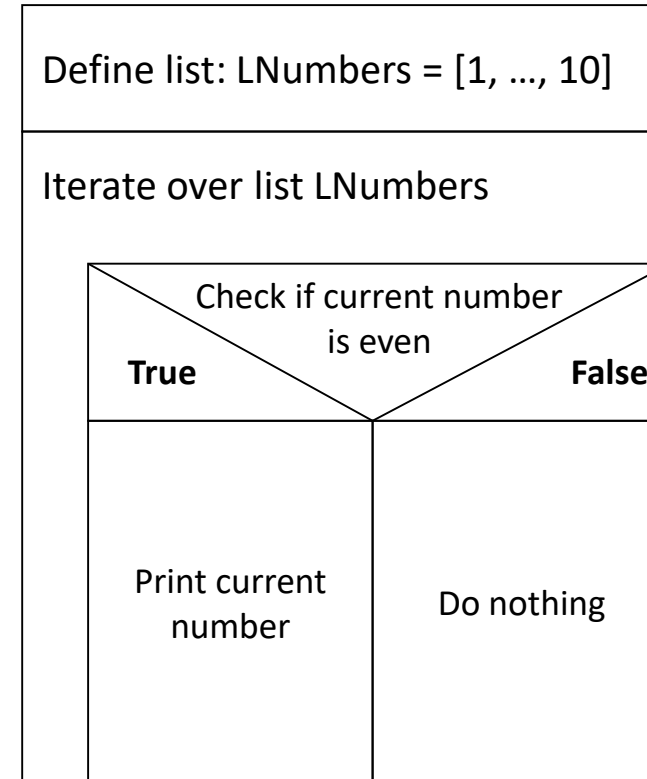 Define list: LNumbers = [1, …, 10]
Iterate over list LNumbers
Check if current number
is even
True
False
Print current
number
Do nothing